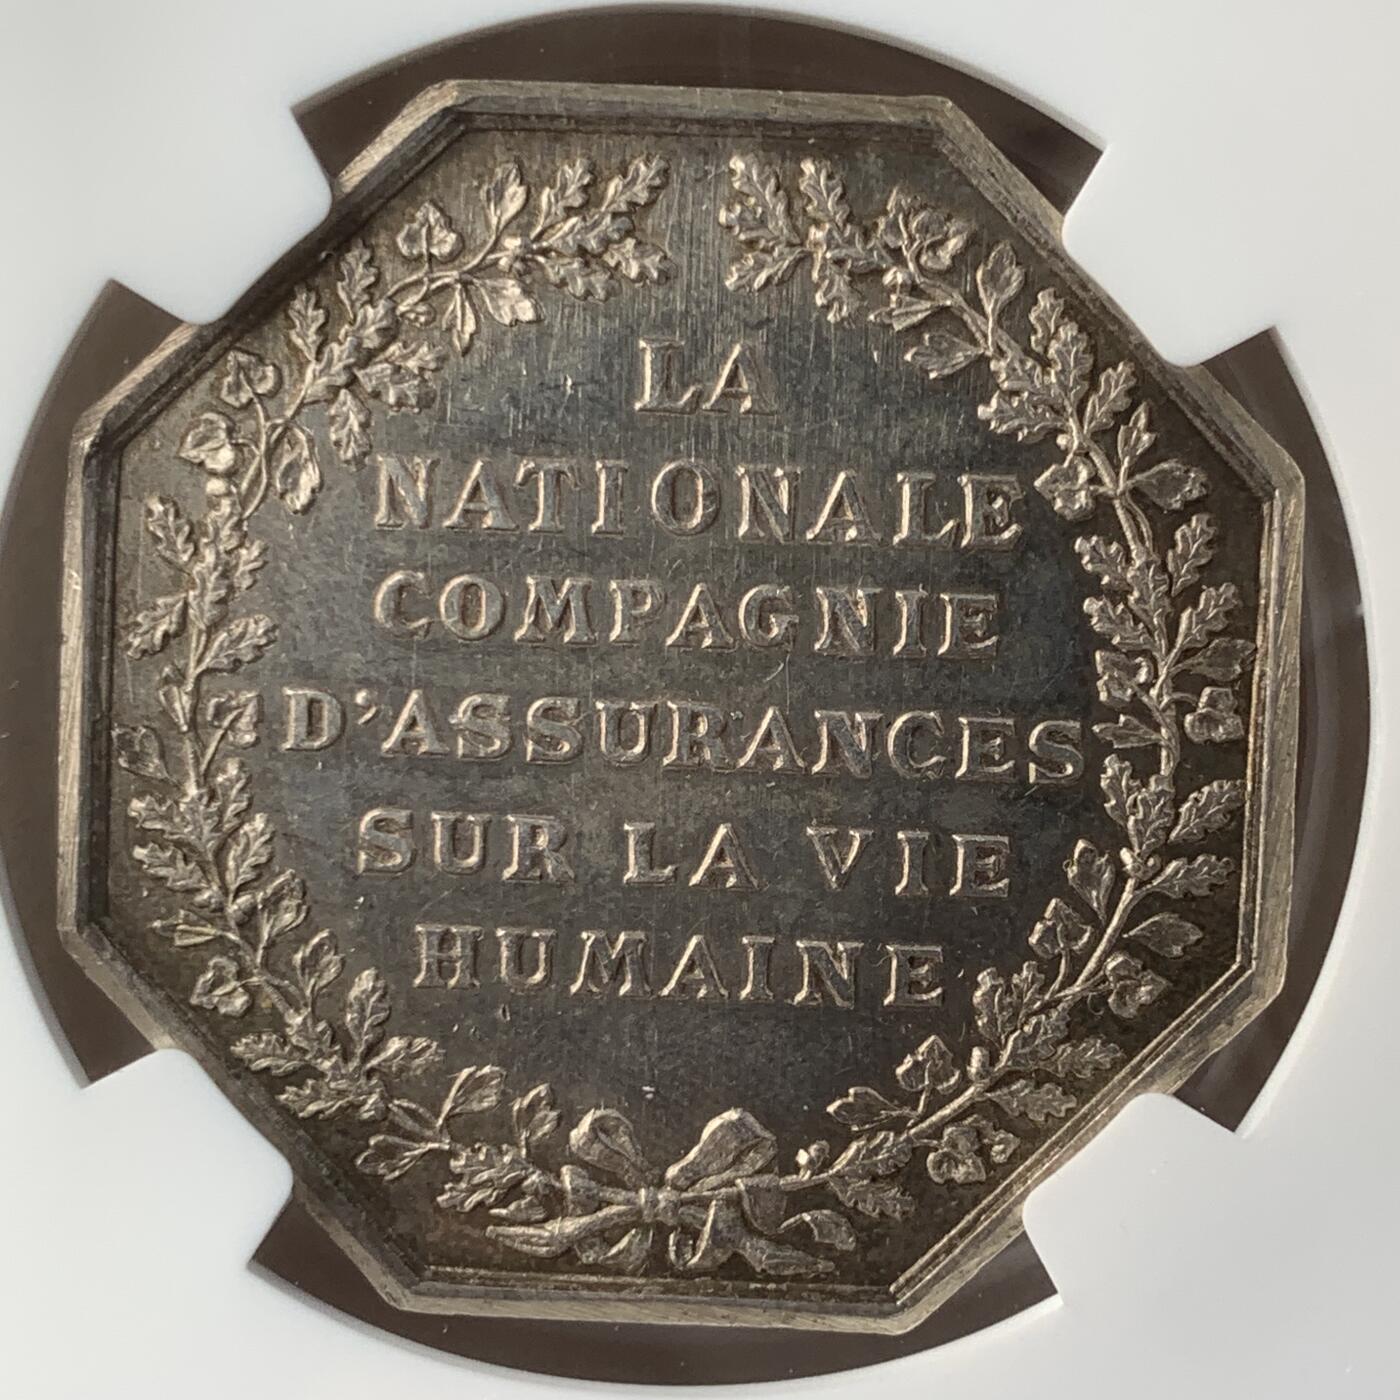 LA
NATIONALE
COMPAGNIE
D'ASSURANCES
SUR LA VIE
HUMAINE